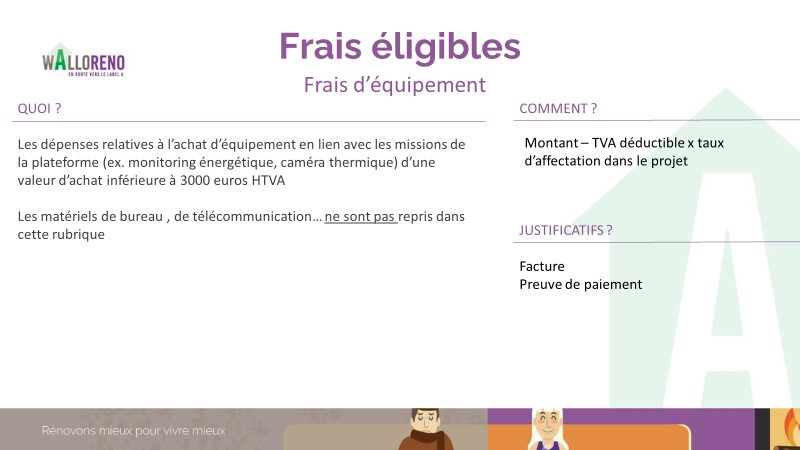 Frais éligibles
WALLORENO
EN ROUTE VERS LE LABEL A
Frais d’équipement
QUOI ?
Les dépenses relatives à l’achat d’équipement en lien avec les missions de
la plateforme (ex. monitoring énergétique, caméra thermique) d’une
valeur d’achat inférieure à 3000 euros HTVA
Les matériels de bureau , de télécommunication… ne sont pas repris dans
cette rubrique
COMMENT ?
Montant – TVA déductible x taux
d’affectation dans le projet
JUSTIFICATIFS ?
Facture
Preuve de paiement
Rénovons mieux pour vivre mieux